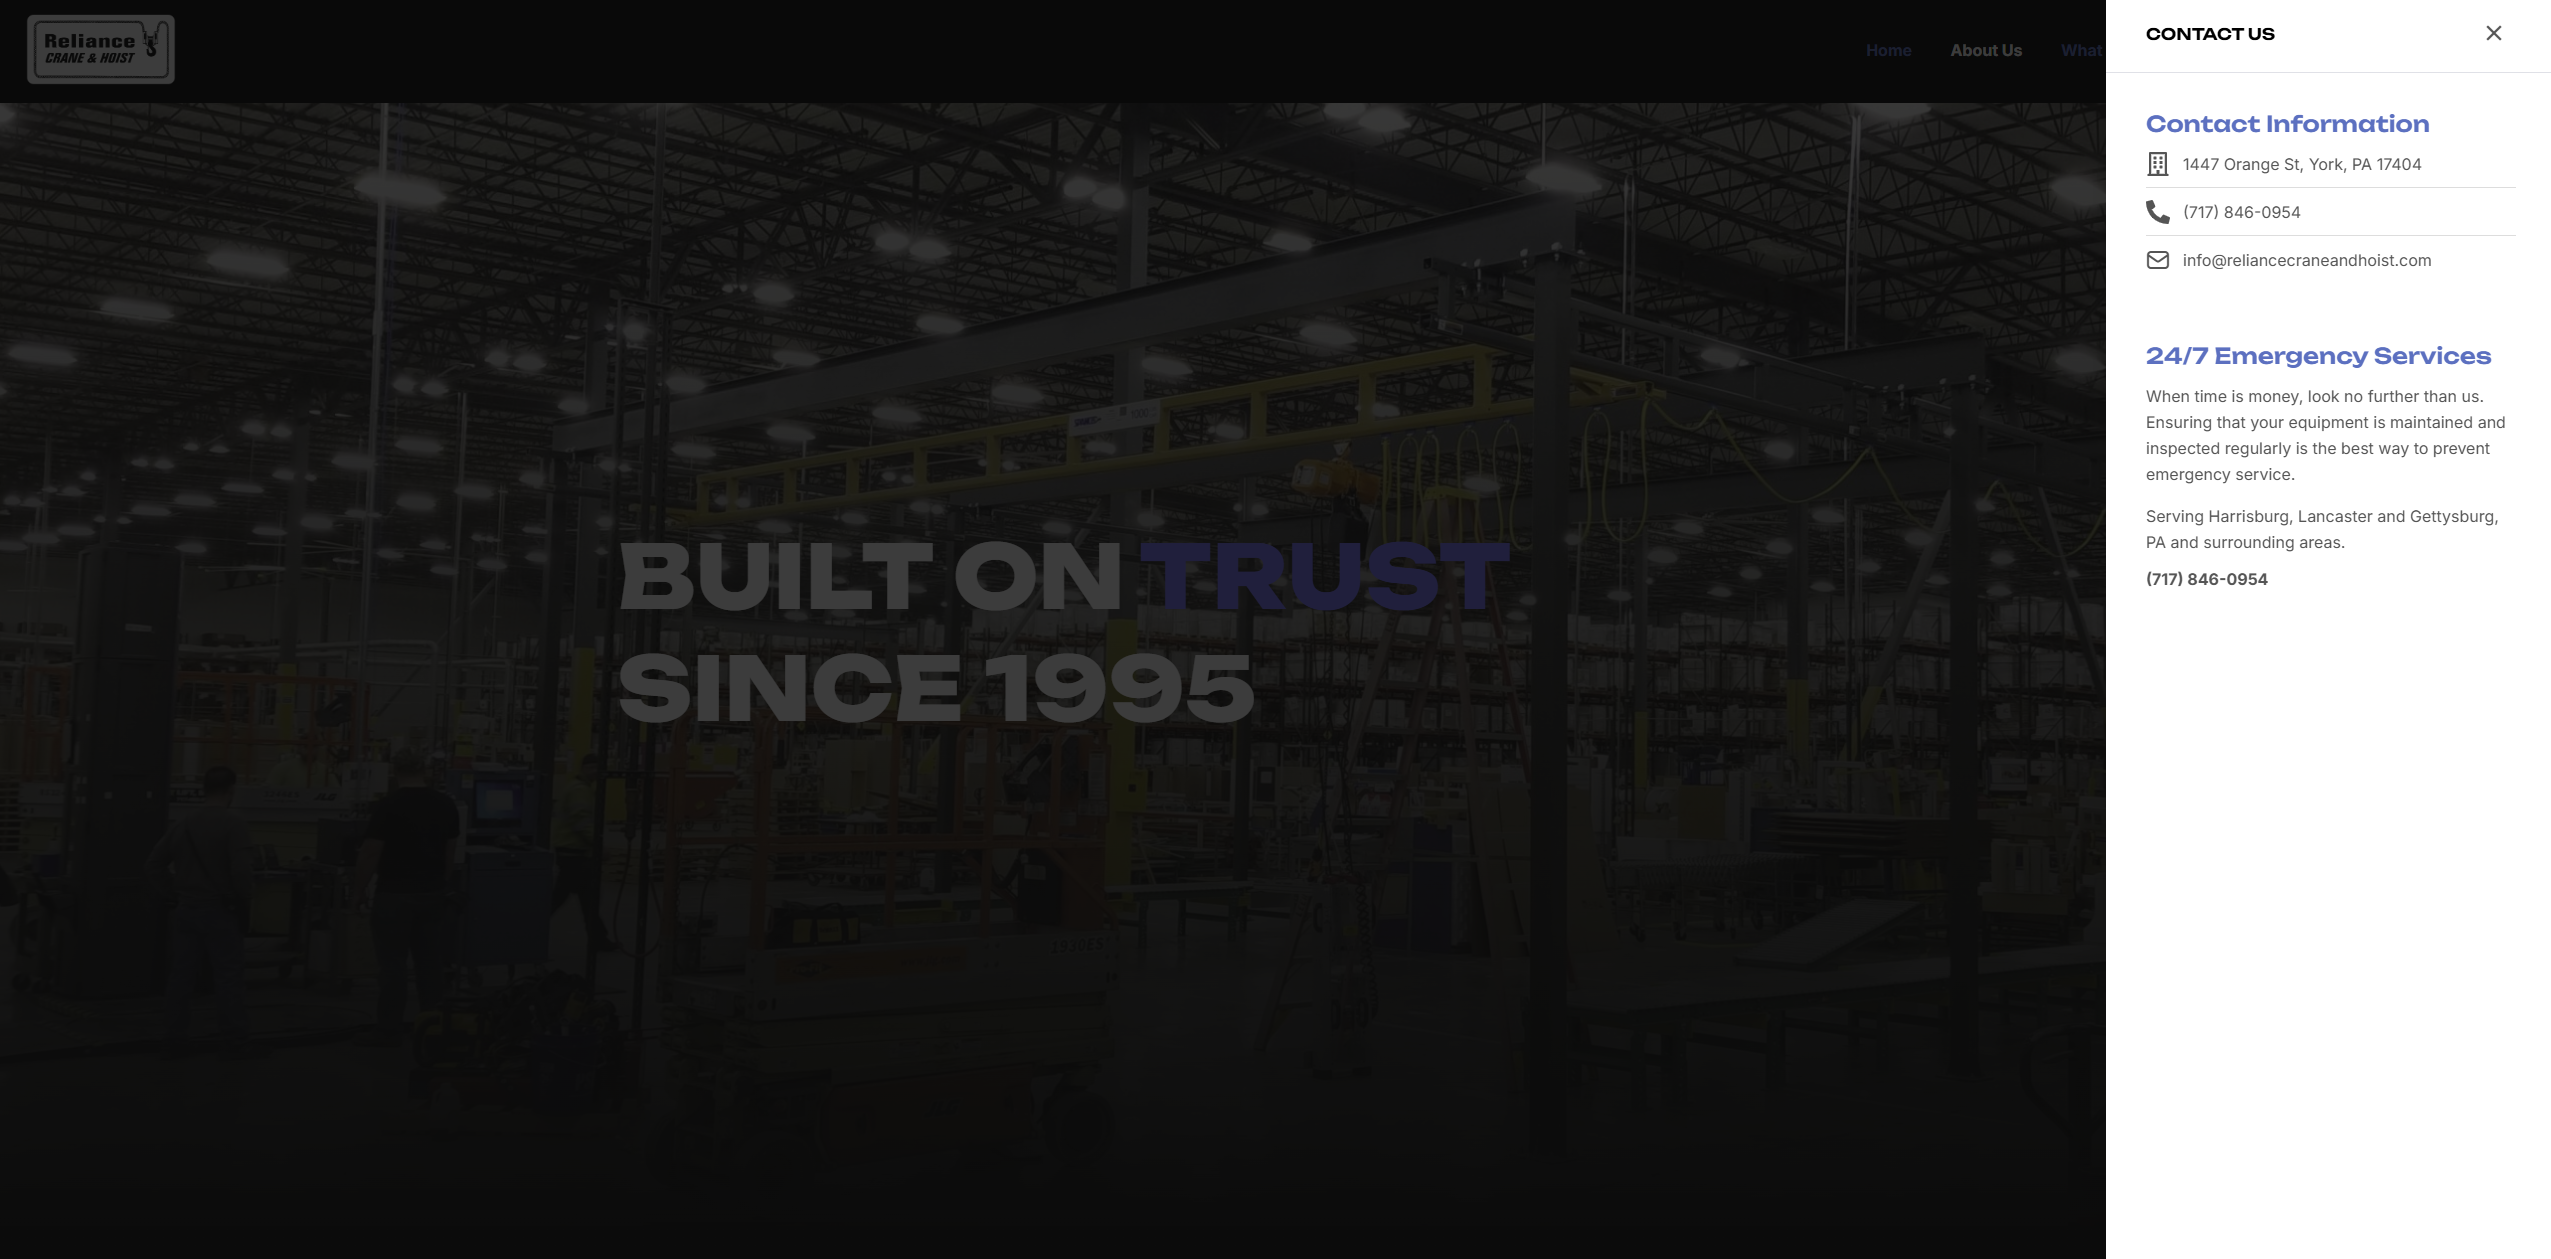 Reliance
CRANE & HOIST
Home
About Us
What
BUILT ON TRUST
SINCE 1995
1930ES
CONTACT US
Contact Information
1447 Orange St, York, PA 17404
(717) 846-0954
info@reliancecraneandhoist.com
24/7 Emergency Services
When time is money, look no further than us.
Ensuring that your equipment is maintained and
inspected regularly is the best way to prevent
emergency service.
Serving Harrisburg, Lancaster and Gettysburg,
PA and surrounding areas.
(717) 846-0954